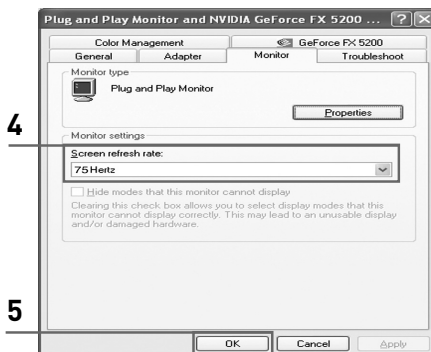 Plug and Play Monitor and NVIDIA GeForce FX 5200 ...
Color Management
GeForce FX 5200
General
Adapter
Monitor
Troubleshoot
Monitor type
Plug and Play Monitor
Properties
4
Monitor settings
Screen refresh rate:
75 Hertz
Hide modes that this monitor cannot display
Clearing this check box allows you to select display modes that this
monitor cannot display correctly. This may lead to an unusable display
and/or damaged hardware.
5
OK
Cancel
Apply